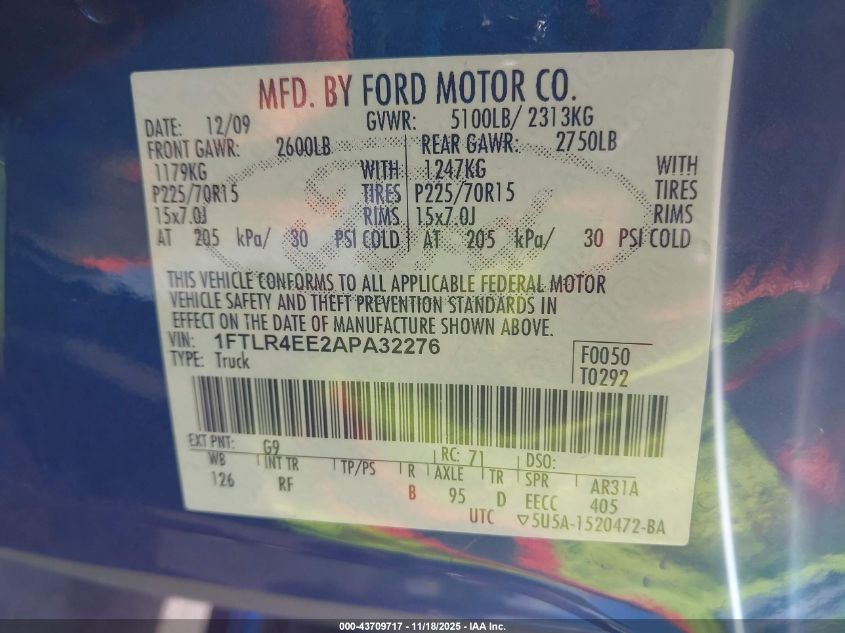 MFD. BY FORD MOTOR CO.
DATE: 12/09 GVWR: 5100LB/ 2313KG
FRONT GAWR: 2600LB REAR GAWR: 2750LB
1179KG WITH 1247KG WITH
P225/70R15 TIRES P225/70R15 TIRES
15x7.0J RIMS 15x7.0J RIMS
AT 205 kPa/ 30 PSI COLD AT 205 kPa/ 30 PSI COLD
THIS VEHICLE CONFORMS TO ALL APPLICABLE FEDERAL MOTOR
VEHICLE SAFETY AND THEFT PREVENTION STANDARDS IN
EFFECT ON THE DATE OF MANUFACTURE SHOWN ABOVE.
VIN: 1FTLR4EE2APA32276 F0050
TYPE: Truck T0292
EXT PNT: G9 RC: 71 DSO:
WB INT TR TP/PS R AXLE TR SPR AR31A
126 RF B 95 D EECC 405
UTC ▽5U5A-1520472-BA
000-43709717 - 11/18/2025 - IAA Inc.